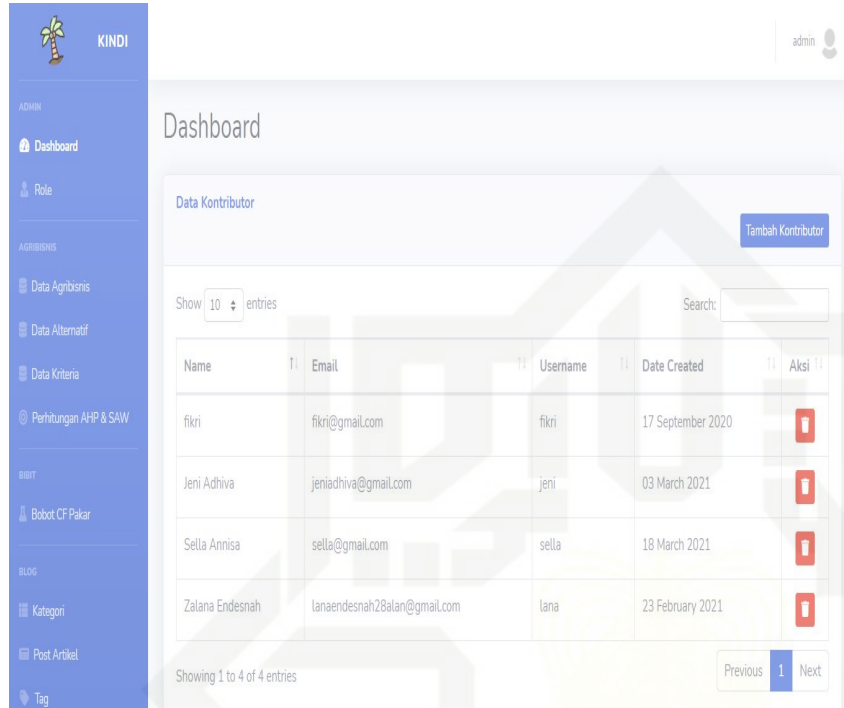 KINDI
admin
ADMIN
Dashboard
Role
AGRIBISNIS
Data Agribisnis
Data Alternatif
Data Kriteria
Perhitungan AHP & SAW
BIBIT
Bobot CF Pakar
BLOG
Kategori
Post Artikel
Tag
Dashboard
Data Kontributor
Tambah Kontributor
Show 10 entries Search:
Name Email Username Date Created Aksi
fikri fikri@gmail.com fikri 17 September 2020
Jeni Adhiva jeniadhiva@gmail.com jeni 03 March 2021
Sella Annisa sella@gmail.com sella 18 March 2021
Zalana Endesnah lanaendesnah28alan@gmail.com lana 23 February 2021
Showing 1 to 4 of 4 entries Previous 1 Next